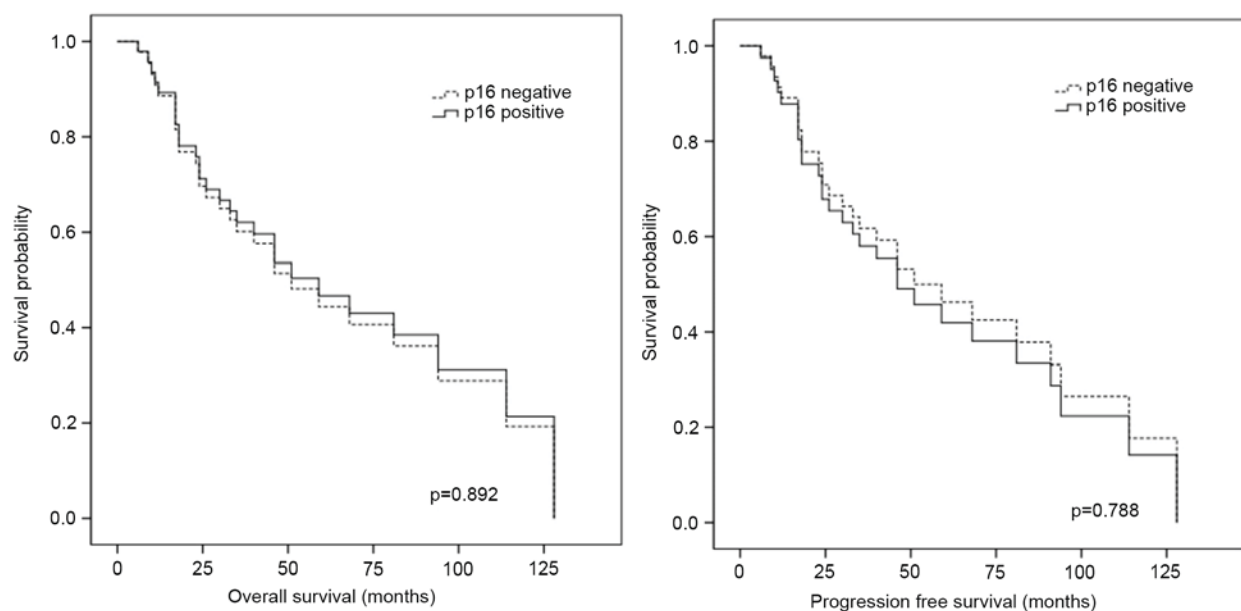 1.0
0.8
0.6
0.4
0.2
0.0
Survival probability
p16 negative
p16 positive
p=0.892
0 25 50 75 100 125
Overall survival (months)
1.0
0.8
0.6
0.4
0.2
0.0
Survival probability
p16 negative
p16 positive
p=0.788
0 25 50 75 100 125
Progression free survival (months)